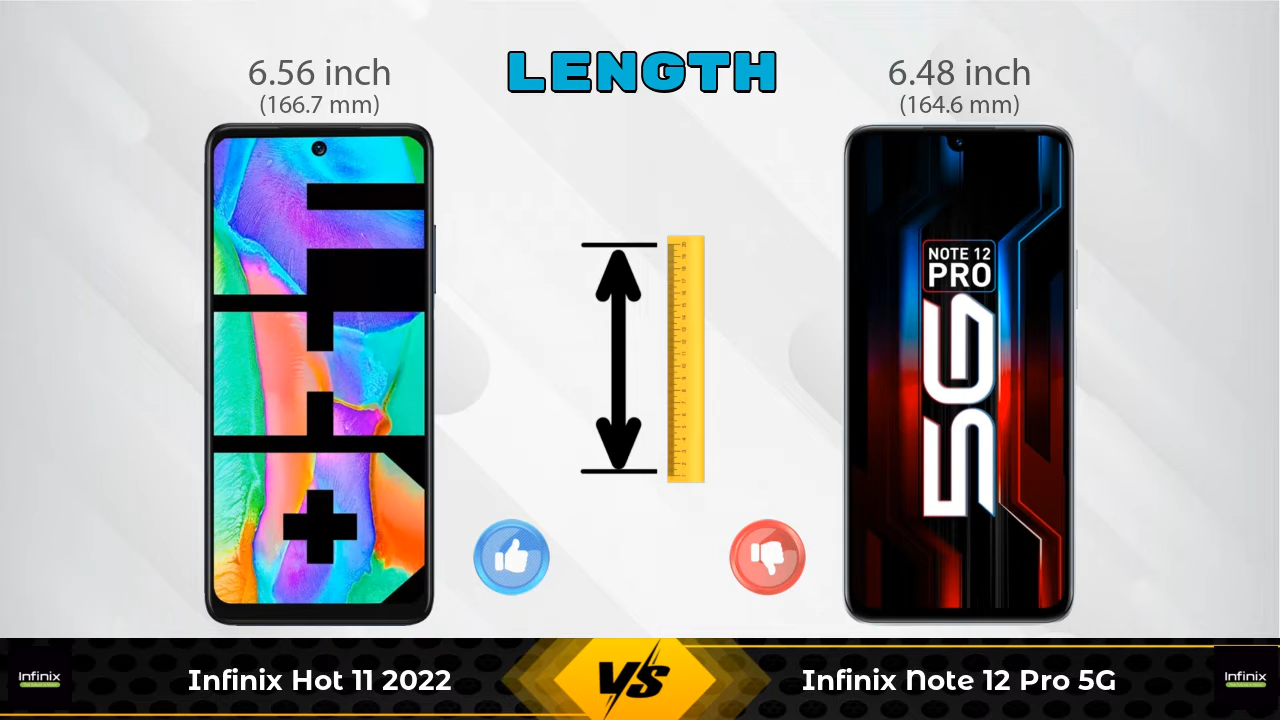 LENGTH
6.56 inch
(166.7 mm)
6.48 inch
(164.6 mm)
NOTE 12
PRO
5G
Infinix
Infinix Hot 11 2022
VS
Infinix Note 12 Pro 5G
Infinix